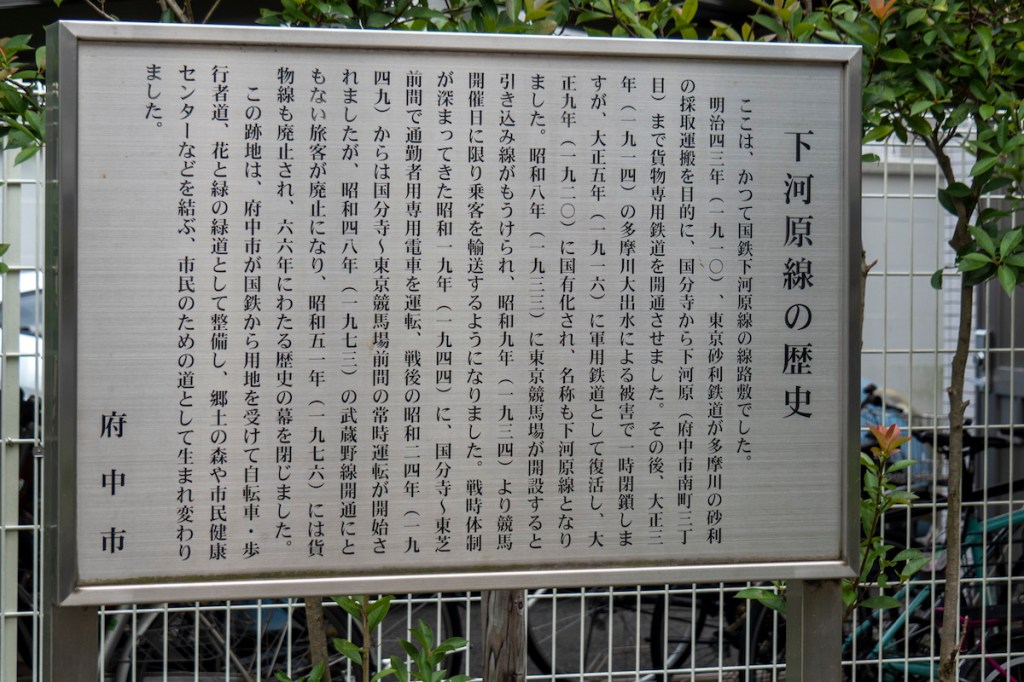 下河原線の歴史
ここは、かつて国鉄下河原線の線路敷でした。
明治四三年（一九一〇）、東京砂利鉄道が多摩川の砂利
の採取運搬を目的に、国分寺から下河原（府中市南町三丁
目）まで貨物専用鉄道を開通させました。その後、大正三
年（一九一四）の多摩川大出水による被害で一時閉鎖しま
すが、大正五年（一九一六）に軍用鉄道として復活し、大
正九年（一九二〇）に国有化され、名称も下河原線となり
ました。昭和八年（一九三三）に東京競馬場が開設すると
引き込み線がもうけられ、昭和九年（一九三四）より競馬
開催日に限り乗客を輸送するようになりました。戦時体制
が深まってきた昭和一九年（一九四四）に、国分寺～東芝
前間で通勤者用専用電車を運転、戦後の昭和二四年（一九
四九）からは国分寺～東京競馬場前間の常時運転が開始さ
れましたが、昭和四八年（一九七三）の武蔵野線開通にと
もない旅客が廃止になり、昭和五一年（一九七六）には貨
物線も廃止され、六六年にわたる歴史の幕を閉じました。
この跡地は、府中市が国鉄から用地を受けて自転車・歩
行者道、花と緑の緑道として整備し、郷土の森や市民健康
センターなどを結ぶ、市民のための道として生まれ変わり
ました。
府中市